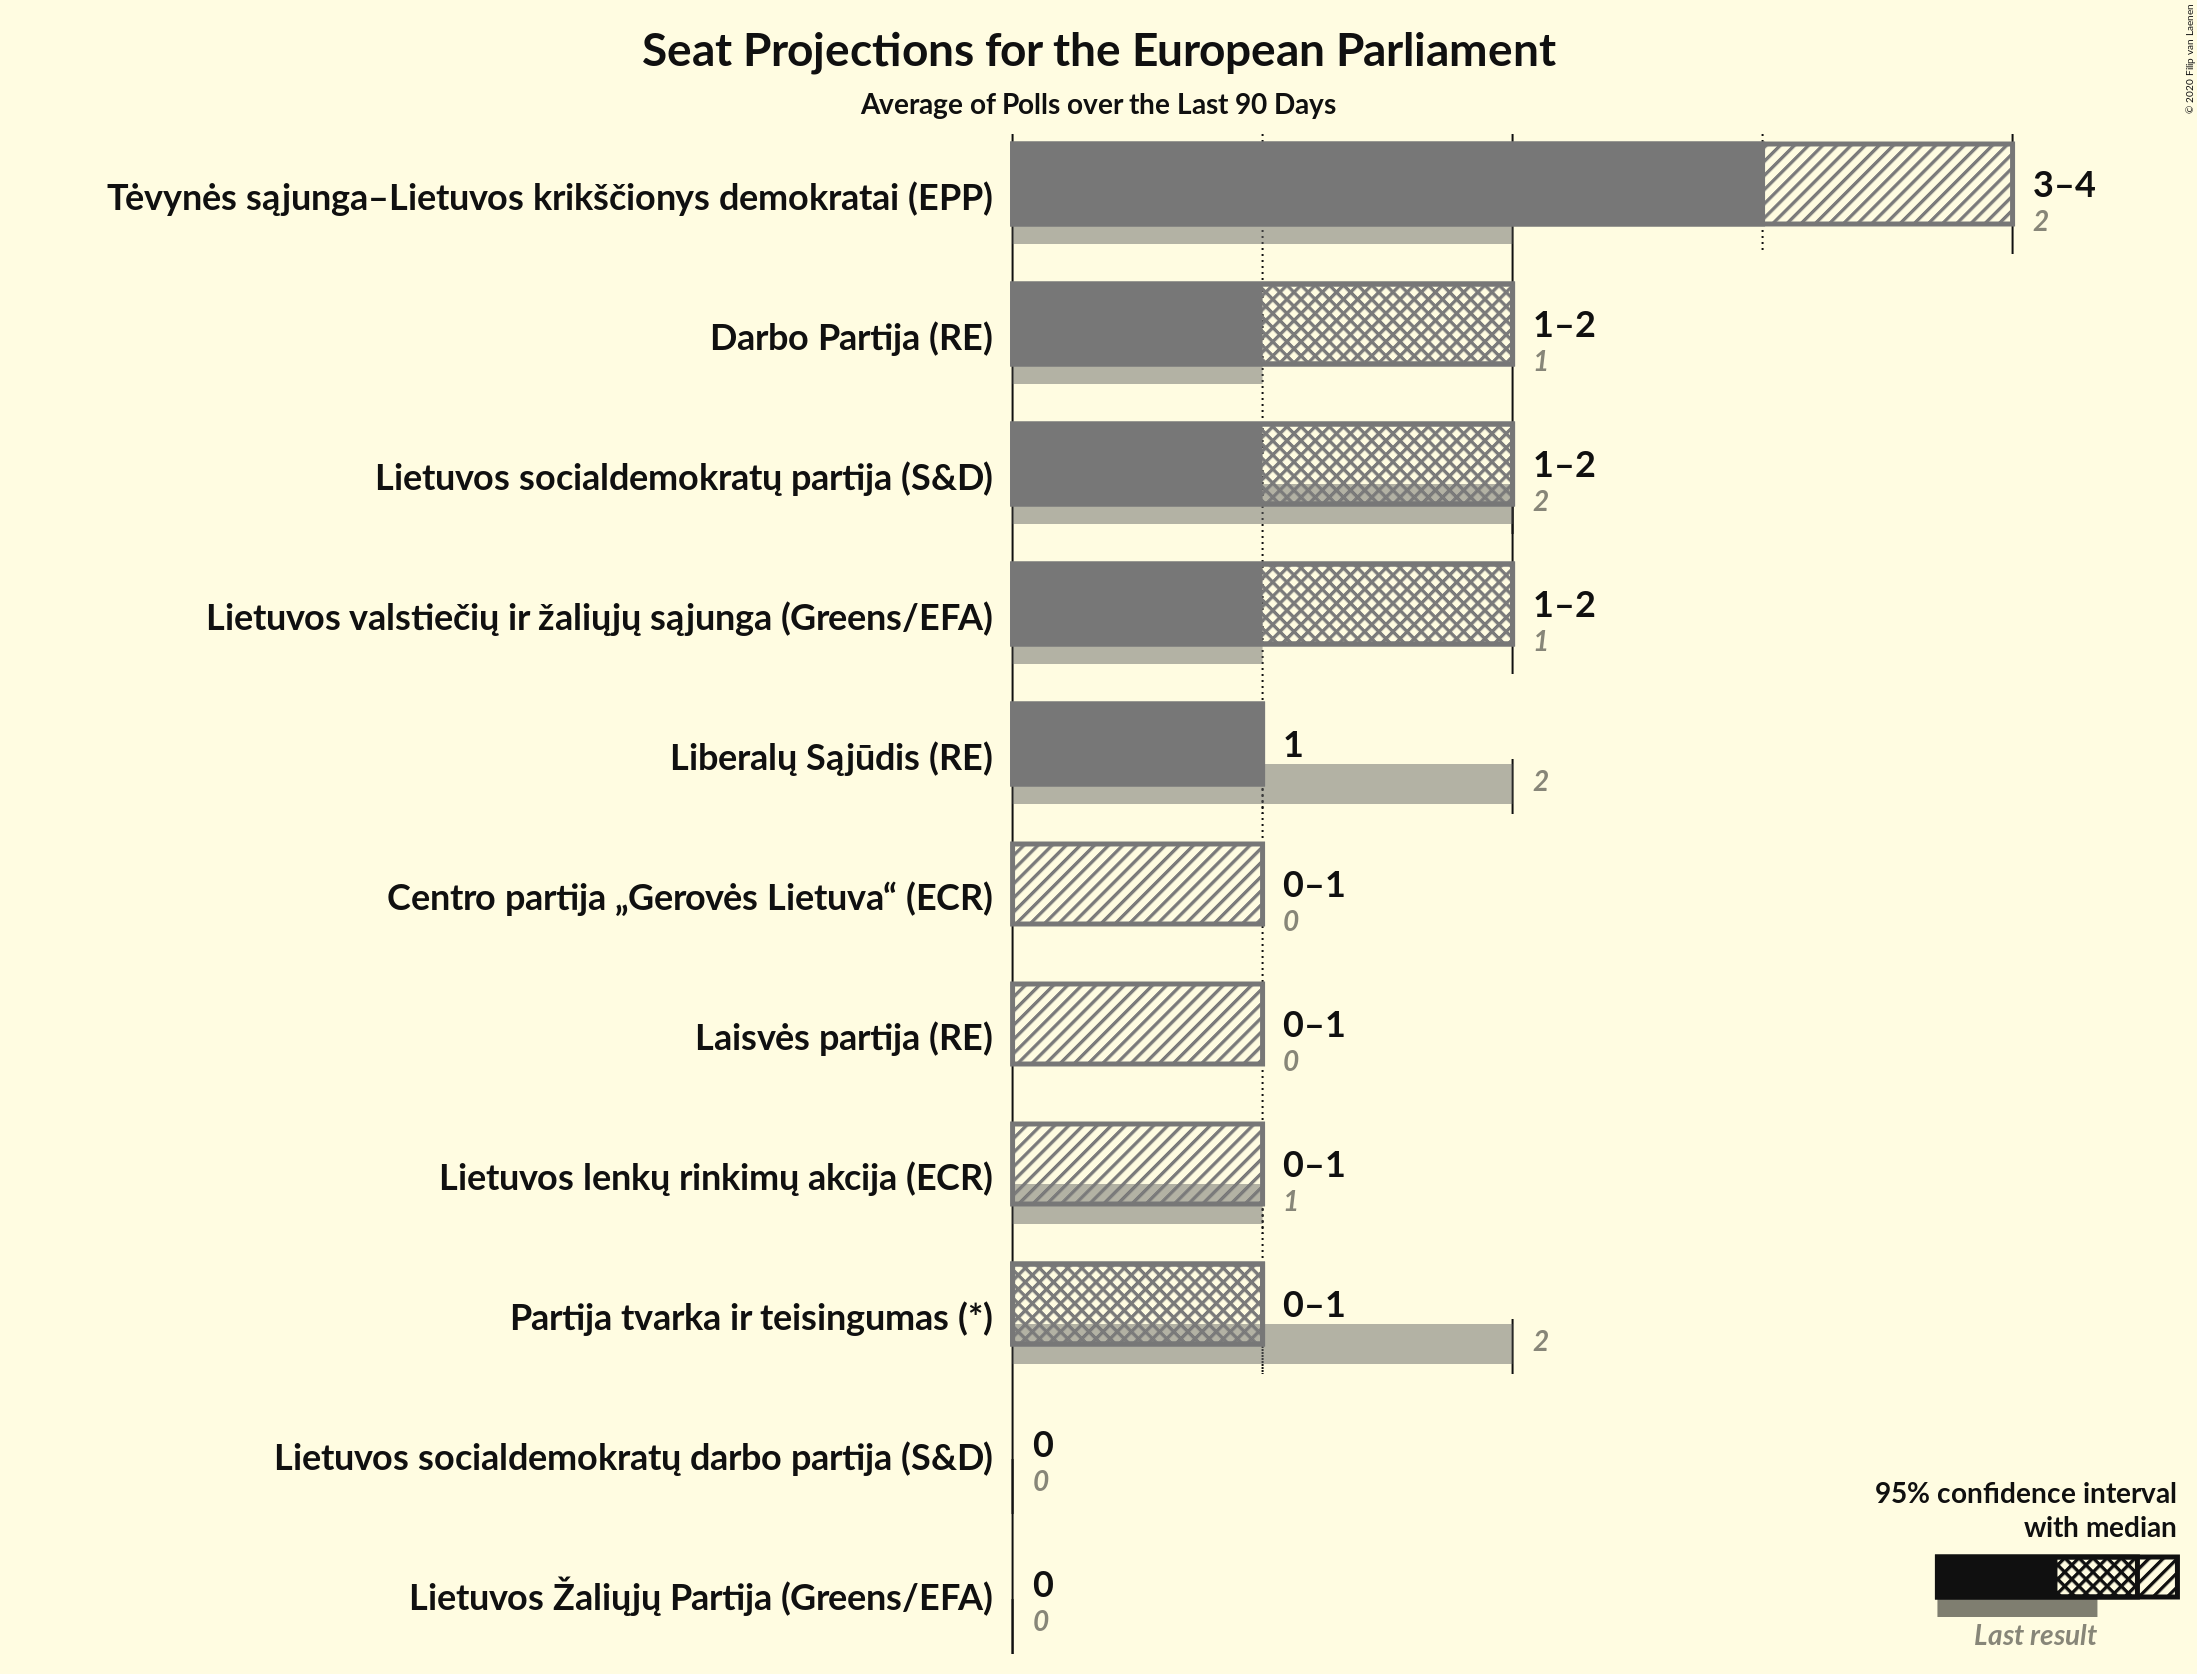 Seat Projections for the European Parliament
Average of Polls over the Last 90 Days
© 2020 Filip van Laenen
Tėvynės sąjunga–Lietuvos krikščionys demokratai (EPP)
3–4
2
Darbo Partija (RE)
1–2
1
Lietuvos socialdemokratų partija (S&D)
1–2
2
Lietuvos valstiečių ir žaliųjų sąjunga (Greens/EFA)
1–2
1
Liberalų Sąjūdis (RE)
1
2
Centro partija „Gerovės Lietuva“ (ECR)
0–1
0
Laisvės partija (RE)
0–1
0
Lietuvos lenkų rinkimų akcija (ECR)
0–1
1
Partija tvarka ir teisingumas (*)
0–1
2
Lietuvos socialdemokratų darbo partija (S&D)
0
0
Lietuvos Žaliųjų Partija (Greens/EFA)
0
0
95% confidence interval
with median
Last result